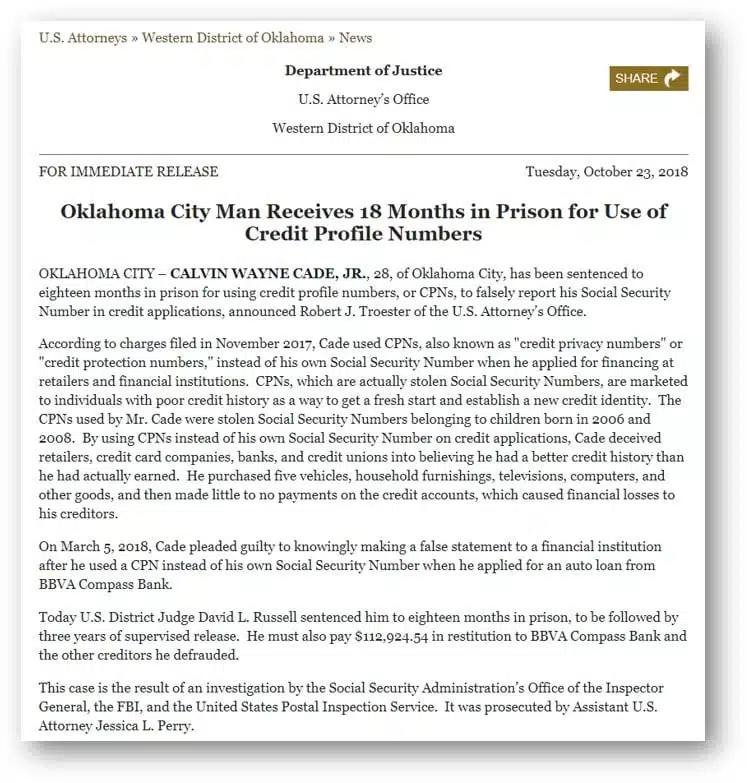 U.S. Attorneys » Western District of Oklahoma » News
Department of Justice
SHARE
U.S. Attorney's Office
Western District of Oklahoma
FOR IMMEDIATE RELEASE Tuesday, October 23, 2018
Oklahoma City Man Receives 18 Months in Prison for Use of
Credit Profile Numbers
OKLAHOMA CITY – CALVIN WAYNE CADE, JR., 28, of Oklahoma City, has been sentenced to
eighteen months in prison for using credit profile numbers, or CPNs, to falsely report his Social Security
Number in credit applications, announced Robert J. Troester of the U.S. Attorney's Office.
According to charges filed in November 2017, Cade used CPNs, also known as "credit privacy numbers" or
"credit protection numbers," instead of his own Social Security Number when he applied for financing at
retailers and financial institutions.  CPNs, which are actually stolen Social Security Numbers, are marketed
to individuals with poor credit history as a way to get a fresh start and establish a new credit identity.  The
CPNs used by Mr. Cade were stolen Social Security Numbers belonging to children born in 2006 and
2008.  By using CPNs instead of his own Social Security Number on credit applications, Cade deceived
retailers, credit card companies, banks, and credit unions into believing he had a better credit history than
he had actually earned.  He purchased five vehicles, household furnishings, televisions, computers, and
other goods, and then made little to no payments on the credit accounts, which caused financial losses to
his creditors.
On March 5, 2018, Cade pleaded guilty to knowingly making a false statement to a financial institution
after he used a CPN instead of his own Social Security Number when he applied for an auto loan from
BBVA Compass Bank.
Today U.S. District Judge David L. Russell sentenced him to eighteen months in prison, to be followed by
three years of supervised release.  He must also pay $112,924.54 in restitution to BBVA Compass Bank and
the other creditors he defrauded.
This case is the result of an investigation by the Social Security Administration's Office of the Inspector
General, the FBI, and the United States Postal Inspection Service.  It was prosecuted by Assistant U.S.
Attorney Jessica L. Perry.